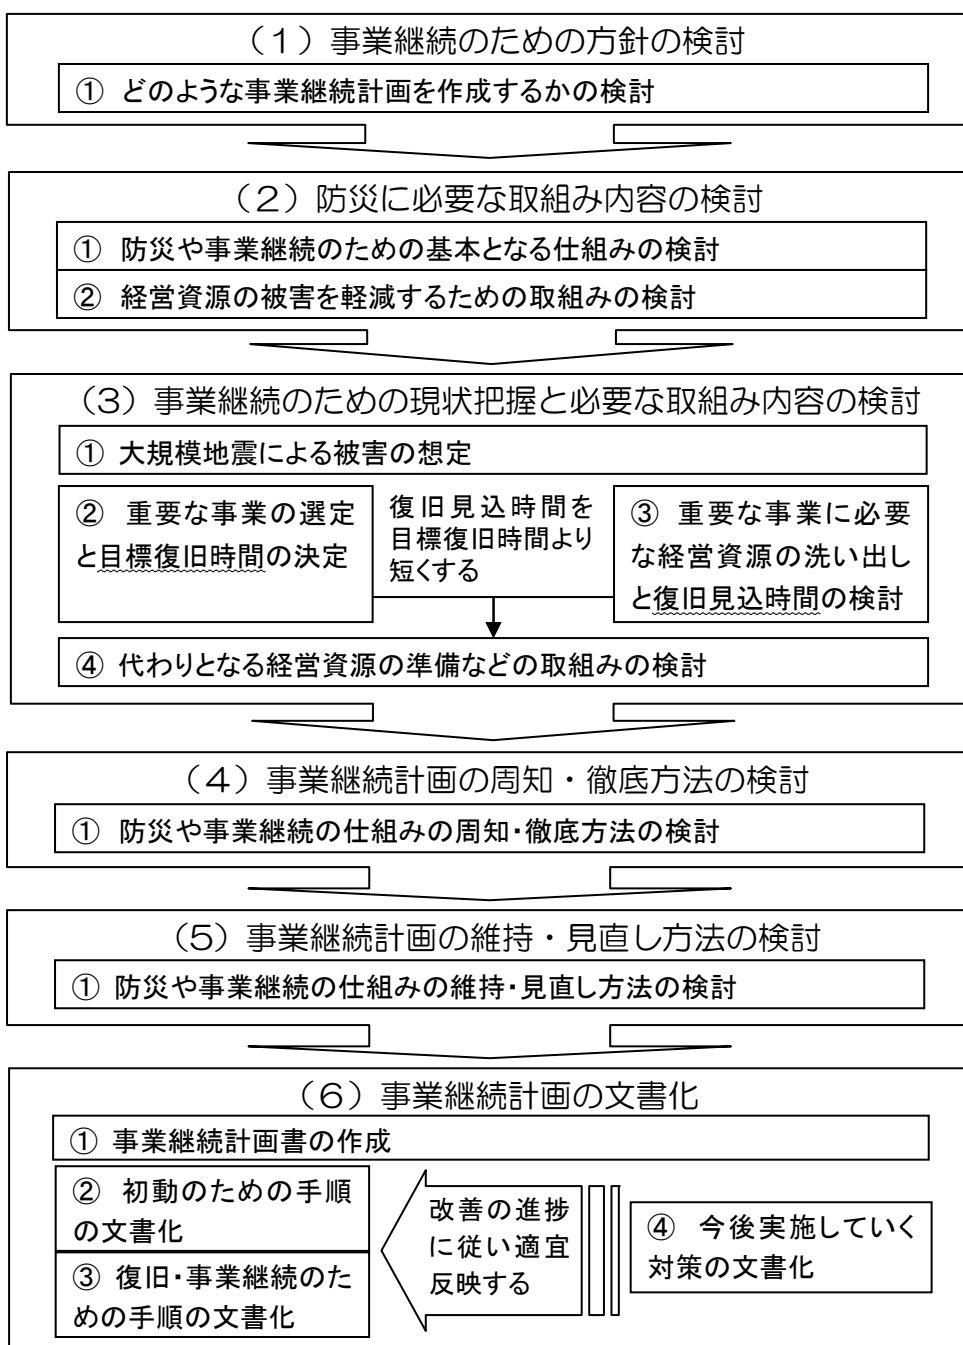 （１）事業継続のための方針の検討
① どのような事業継続計画を作成するかの検討
（２）防災に必要な取組み内容の検討
① 防災や事業継続のための基本となる仕組みの検討
② 経営資源の被害を軽減するための取組みの検討
（３）事業継続のための現状把握と必要な取組み内容の検討
① 大規模地震による被害の想定
② 重要な事業の選定
と目標復旧時間の決定
復旧見込時間を
目標復旧時間より
短くする
③ 重要な事業に必要
な経営資源の洗い出し
と復旧見込時間の検討
④ 代わりとなる経営資源の準備などの取組みの検討
（４）事業継続計画の周知・徹底方法の検討
① 防災や事業継続の仕組みの周知・徹底方法の検討
（５）事業継続計画の維持・見直し方法の検討
① 防災や事業継続の仕組みの維持・見直し方法の検討
（６）事業継続計画の文書化
① 事業継続計画書の作成
② 初動のための手順
の文書化
③ 復旧・事業継続のた
めの手順の文書化
改善の進捗
に従い適宜
反映する
④ 今後実施していく
対策の文書化